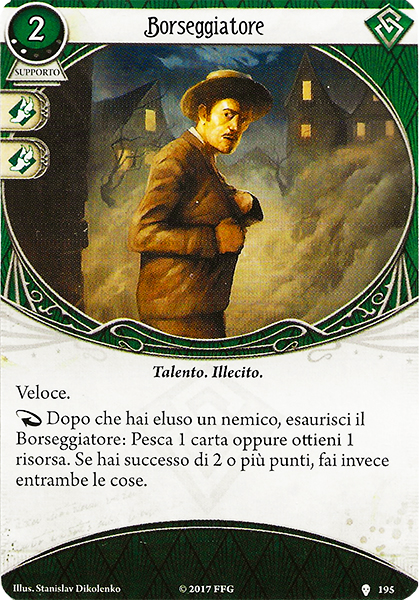 2
Borseggiatore
SUPPORTO
Talento. Illecito.
Veloce.
Dopo che hai eluso un nemico, esaurisci il
Borseggiatore: Pesca 1 carta oppure ottieni 1
risorsa. Se hai successo di 2 o più punti, fai invece
entrambe le cose.
Illus. Stanislav Dikolenko
© 2017 FFG
195